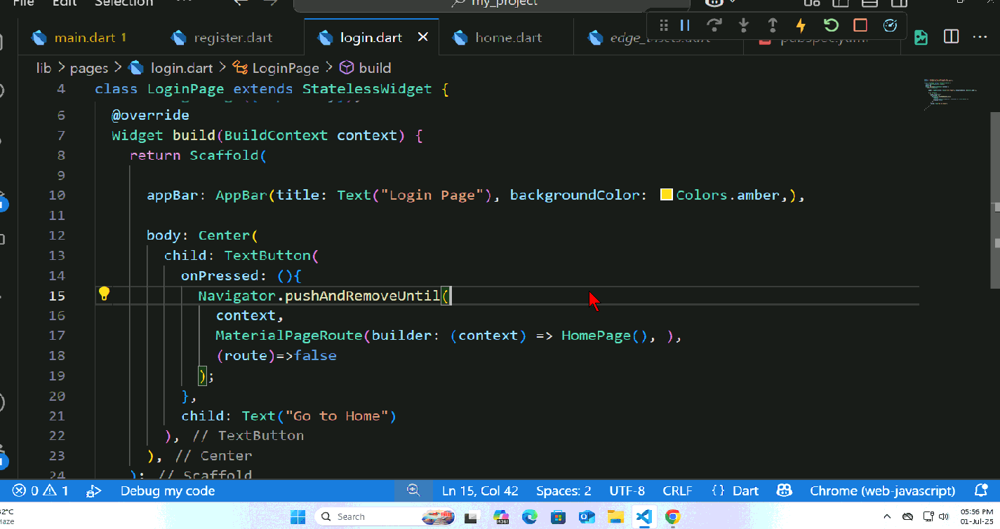 File Edit Selection ... my_project
main.dart 1 register.dart login.dart home.dart edge_insets.dart pubspec.yaml
lib > pages > login.dart > LoginPage > build
4 class LoginPage extends StatelessWidget {
6 @override
7 Widget build(BuildContext context) {
8 return Scaffold(
9
10 appBar: AppBar(title: Text("Login Page"), backgroundColor: Colors.amber,),
11
12 body: Center(
13 child: TextButton(
14 onPressed: (){
15 Navigator.pushAndRemoveUntil(
16 context,
17 MaterialPageRoute(builder: (context) => HomePage(), ),
18 (route)=>false
19 );
20 },
21 child: Text("Go to Home")
22 ), // TextButton
23 ), // Center
24 ); // Scaffold
0 1 Debug my code Ln 15, Col 42 Spaces: 2 UTF-8 CRLF {} Dart Chrome (web-javascript)
32°C Search M365 05:56 PM
Haze 01-Jul-25